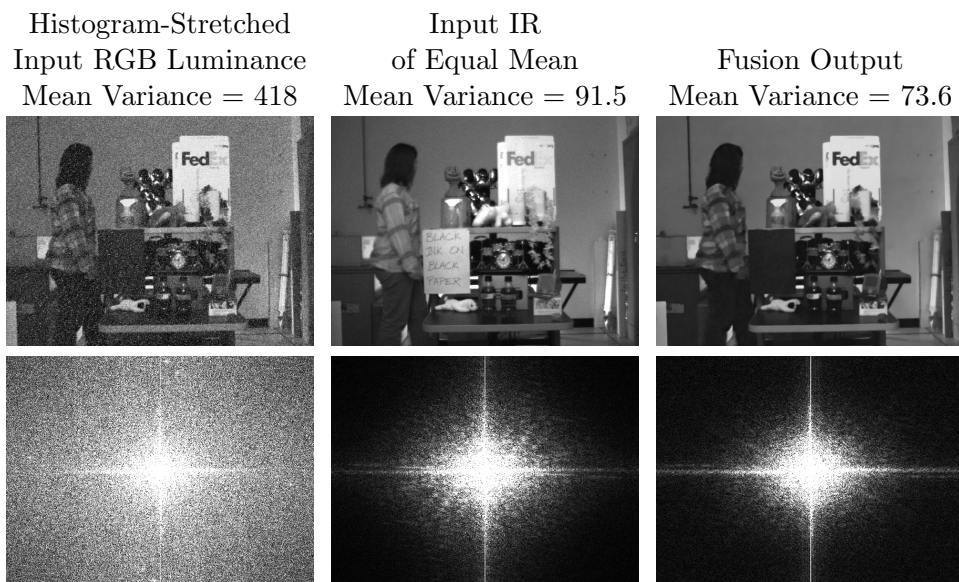 Histogram-Stretched
Input RGB Luminance
Mean Variance = 418
Input IR
of Equal Mean
Mean Variance = 91.5
Fusion Output
Mean Variance = 73.6
FedEx
FedEx
BLACK
INK ON
BLACK
PAPER
FedEx